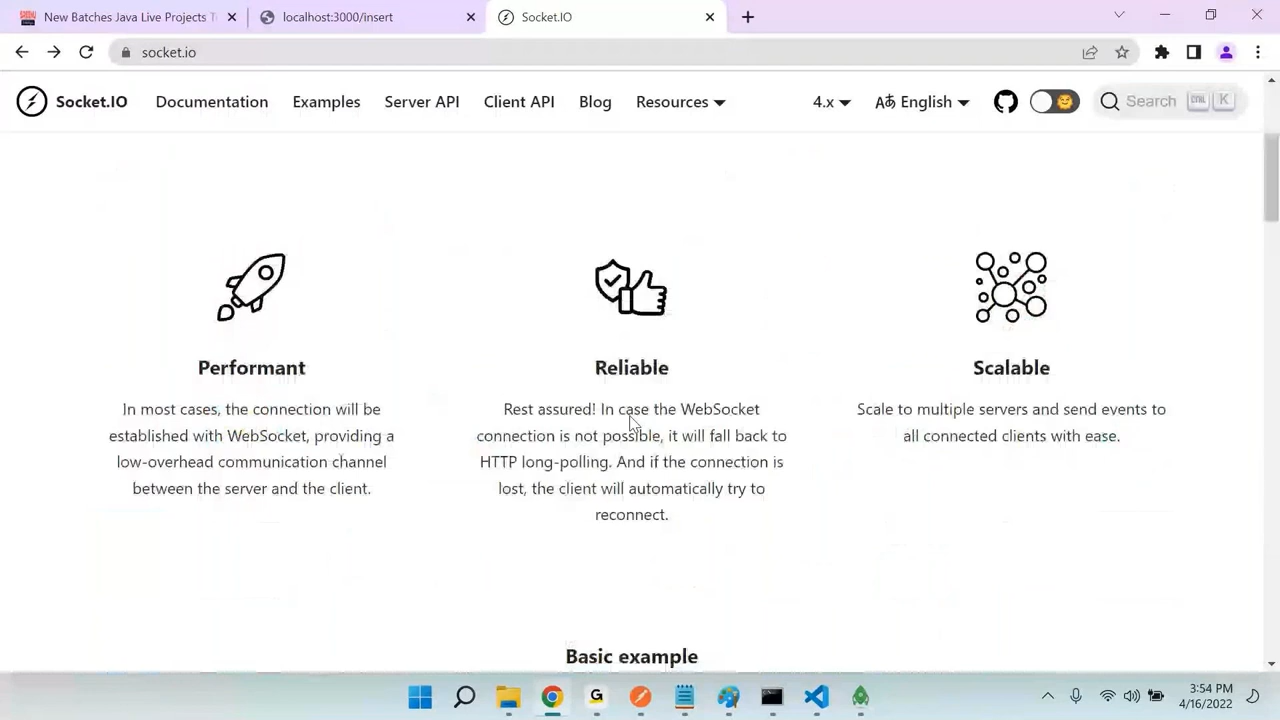 New Batches Java Live Projects T
localhost:3000/insert
Socket.IO
socket.io
Socket.IO
Documentation
Examples
Server API
Client API
Blog
Resources
4.x
English
Search
CTRL
K
Performant
In most cases, the connection will be
established with WebSocket, providing a
low-overhead communication channel
between the server and the client.
Reliable
Rest assured! In case the WebSocket
connection is not possible, it will fall back to
HTTP long-polling. And if the connection is
lost, the client will automatically try to
reconnect.
Scalable
Scale to multiple servers and send events to
all connected clients with ease.
Basic example
G
3:54 PM
4/16/2022